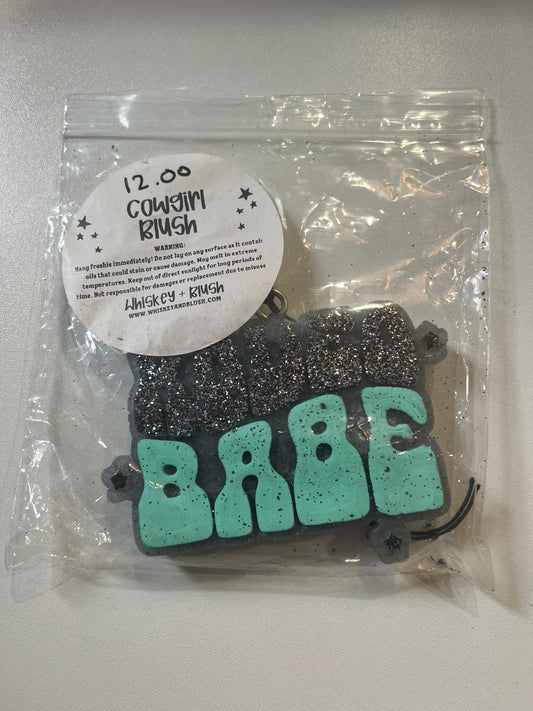 12.00
Cowgirl
Blush
WARNING:
Hang freshie immediately! Do not lay on any surface as it contai
oils that could stain or cause damage. May melt in extreme
temperatures. Keep out of direct sunlight for long periods of
time. Not responsible for damages or replacement due to misuse
Whiskey + Blush
WWW.WHISKEYANDBLUSH.COM
BABE